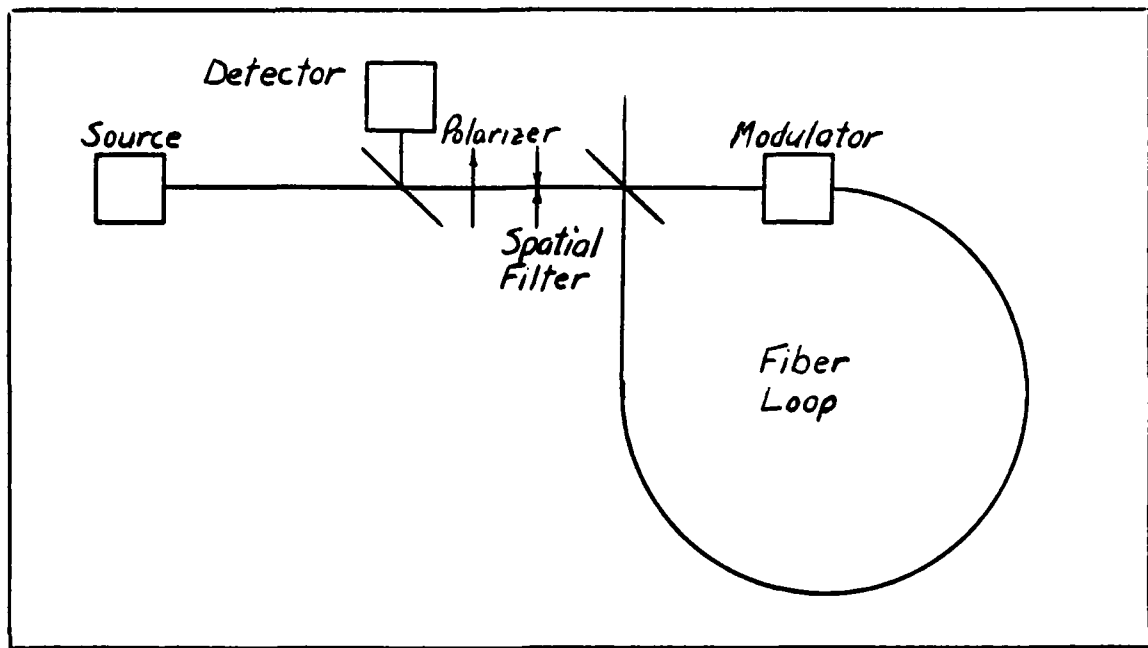 Detector
Source
Polarizer
Modulator
Spatial
Filter
Fiber
Loop